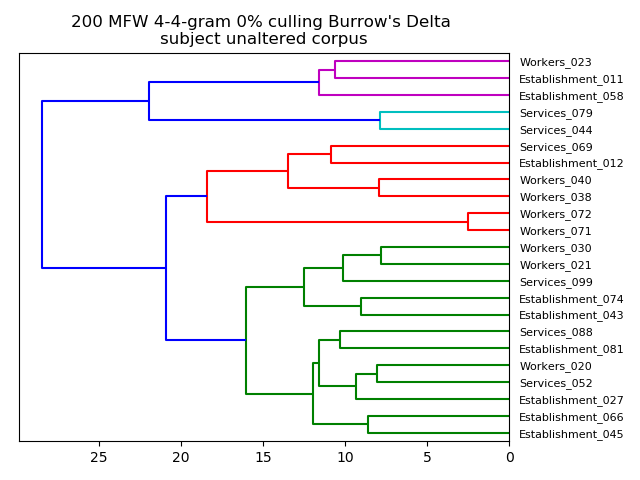 200 MFW 4-4-gram 0% culling Burrow's Delta
subject unaltered corpus
Workers_023
Establishment_011
Establishment_058
Services_079
Services_044
Services_069
Establishment_012
Workers_040
Workers_038
Workers_072
Workers_071
Workers_030
Workers_021
Services_099
Establishment_074
Establishment_043
Services_088
Establishment_081
Workers_020
Services_052
Establishment_027
Establishment_066
Establishment_045
25 20 15 10 5 0